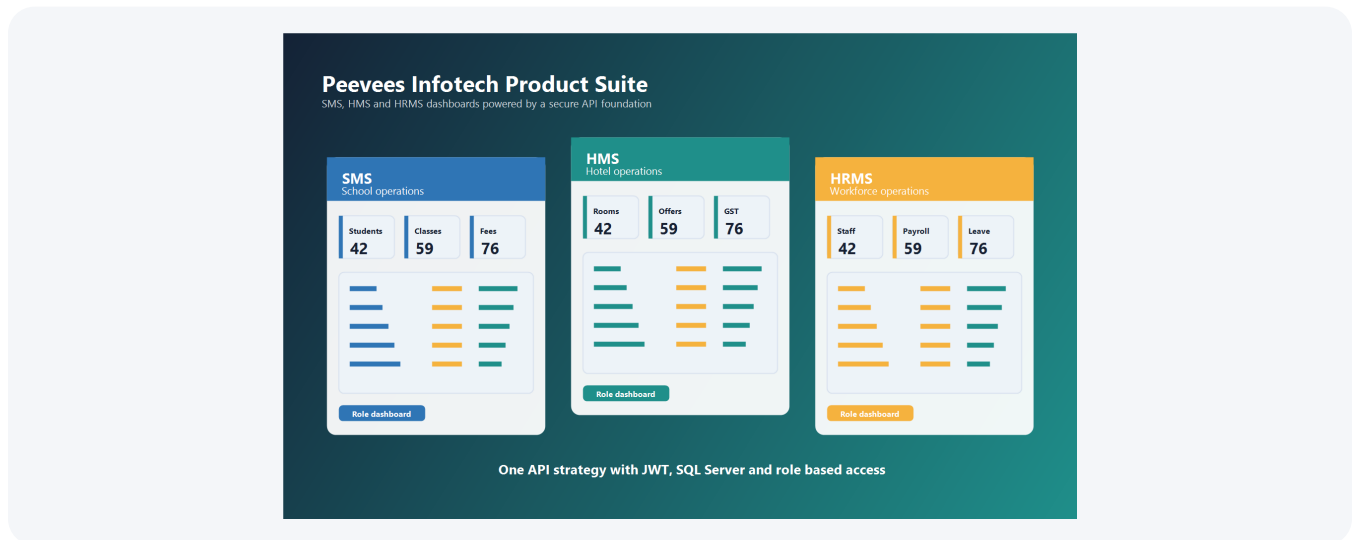 Peevees Infotech Product Suite
SMS, HMS and HRMS dashboards powered by a secure API foundation
SMS
School operations
Students
42
Classes
59
Fees
76
Role dashboard
HMS
Hotel operations
Rooms
42
Offers
59
GST
76
Role dashboard
HRMS
Workforce operations
Staff
42
Payroll
59
Leave
76
Role dashboard
One API strategy with JWT, SQL Server and role based access